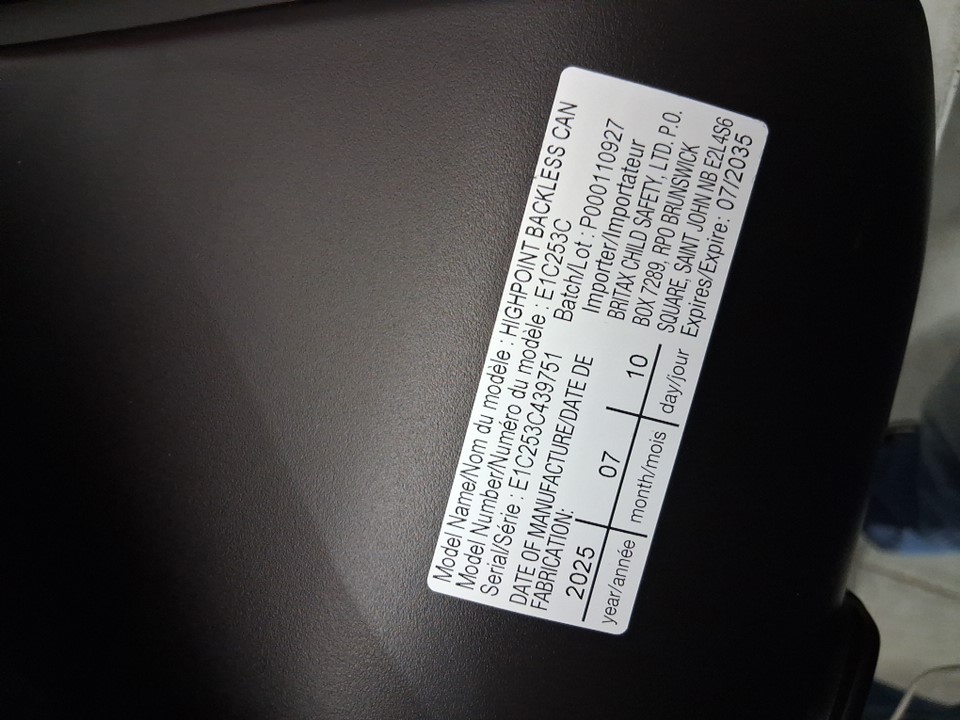 Model Name/Nom du modèle : HIGHPOINT BACKLESS CAN
Model Number/Numéro du modèle : E1C253C
Serial/Série : E1C253C439751
Batch/Lot : P000110927
DATE OF MANUFACTURE/DATE DE
FABRICATION:
2025 07 10
year/année month/mois day/jour
Importer/Importateur
BRITAX CHILD SAFETY, LTD. P.O.
BOX 7289, RPO BRUNSWICK
SQUARE, SAINT JOHN NB E2L4S6
Expires/Expire: 07/2035